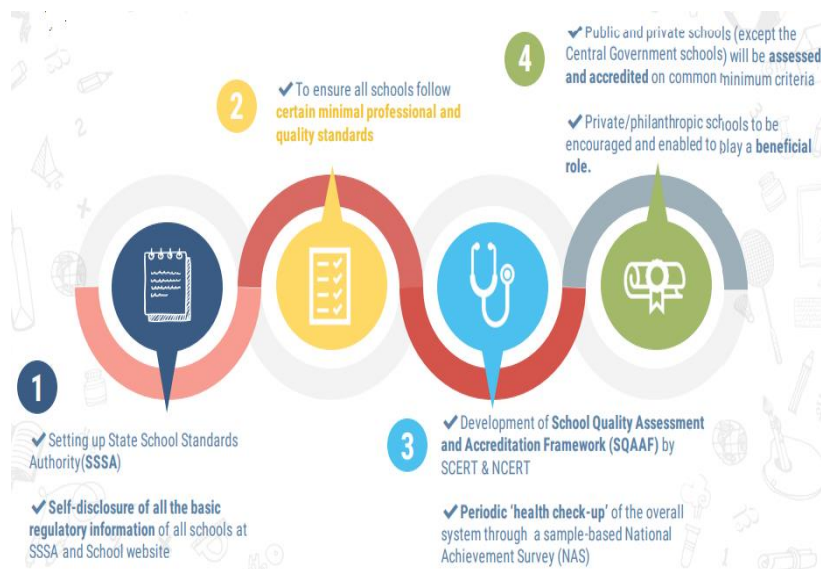 1
✔ Setting up State School Standards
Authority(SSSA)
✔ Self-disclosure of all the basic
regulatory information of all schools at
SSSA and School website
2
✔ To ensure all schools follow
certain minimal professional and
quality standards
3
✔ Development of School Quality Assessment
and Accreditation Framework (SQAAF) by
SCERT & NCERT
✔ Periodic ‘health check-up’ of the overall
system through a sample-based National
Achievement Survey (NAS)
4
✔ Public and private schools (except the
Central Government schools) will be assessed
and accredited on common minimum criteria
✔ Private/philanthropic schools to be
encouraged and enabled to play a beneficial
role.